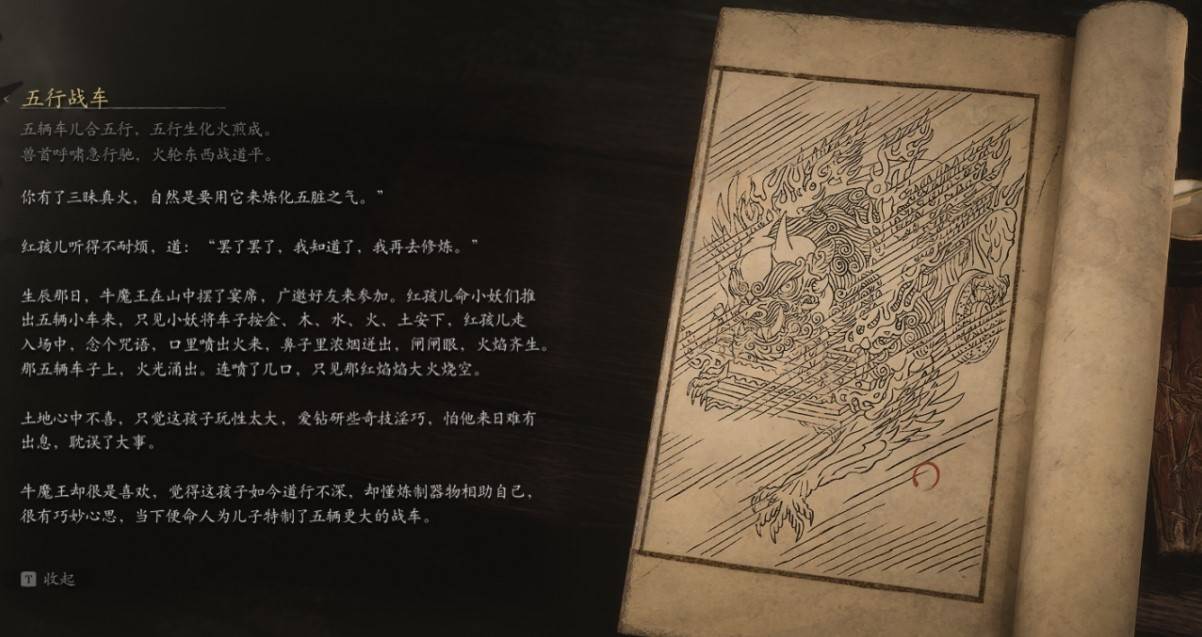 五行战车
五辆车儿合五行，五行生化火煎成。
兽首呼啸急行驰，火轮东西战道平。
你有了三昧真火，自然是要用它来炼化五脏之气。”
红孩儿听得不耐烦，道：“罢了罢了，我知道了，我再去修炼。”
生辰那日，牛魔王在山中摆了宴席，广邀好友来参加。红孩儿命小妖们推
出五辆小车来，只见小妖将车子按金、木、水、火、土安下，红孩儿走
入场中，念个咒语，口里喷出火来，鼻子里浓烟迸出，闸闸眼，火焰齐生。
那五辆车子上，火光涌出。连喷了几口，只见那红焰焰大火烧空。
土地心中不喜，只觉这孩子玩性太大，爱钻研些奇技淫巧，怕他来日难有
出息，耽误了大事。
牛魔王却很是喜欢，觉得这孩子如今道行不深，却懂炼制器物相助自己，
很有巧妙心思，当下便命人为儿子特制了五辆更大的战车。
T 收起